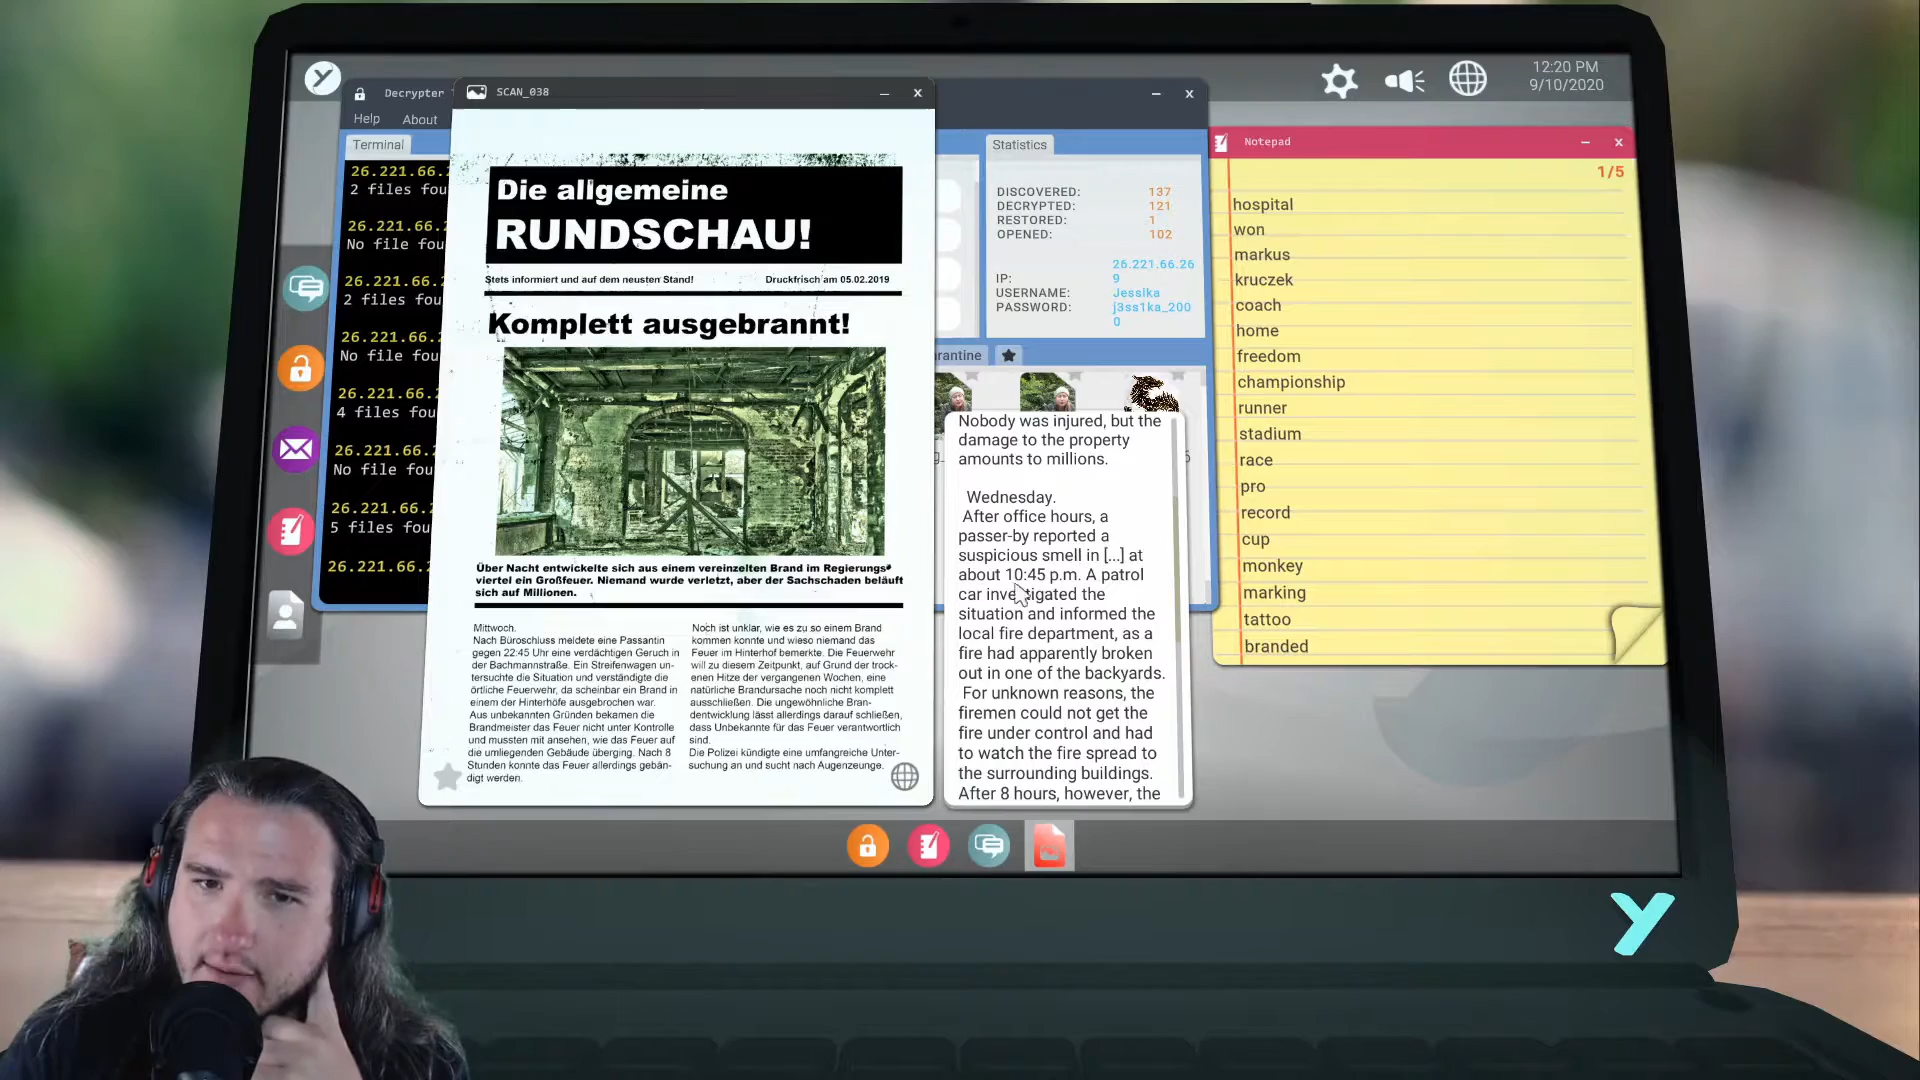 12:20 PM
9/10/2020
Decrypter
Help About
Terminal
26.221.66.2
2 files fou
26.221.66.2
No file fou
26.221.66.2
2 files fou
26.221.66.2
No file fou
26.221.66.2
4 files fou
26.221.66.2
No file fou
26.221.66.2
5 files fou
26.221.66.
SCAN_038
Die allgemeine
RUNDSCHAU!
Stets informiert und auf dem neusten Stand!
Druckfrisch am 05.02.2019
Komplett ausgebrannt!
Über Nacht entwickelte sich aus einem vereinzelten Brand im Regierungs-
viertel ein Großfeuer. Niemand wurde verletzt, aber der Sachschaden beläuft
sich auf Millionen.
Mittwoch.
Nach Büroschluss meldete eine Passantin
gegen 22:45 Uhr eine verdächtigen Geruch in
der Bachmannstraße. Ein Streifenwagen un-
tersuchte die Situation und verständigte die
örtliche Feuerwehr, da scheinbar ein Brand in
einem der Hinterhöfe ausgebrochen war.
Aus unbekannten Gründen bekamen die
Brandmeister das Feuer nicht unter Kontrolle
und mussten mit ansehen, wie das Feuer auf
die umliegenden Gebäude überging. Nach 8
Stunden konnte das Feuer allerdings gebän-
digt werden.
Noch ist unklar, wie es zu so einem Brand
kommen konnte und wieso niemand das
Feuer im Hinterhof bemerkte. Die Feuerwehr
will zu diesem Zeitpunkt, auf Grund der trock-
enen Hitze der vergangenen Wochen, eine
natürliche Brandursache noch nicht komplett
ausschließen. Die ungewöhnliche Bran-
dentwicklung lässt allerdings darauf schließen,
dass Unbekannte für das Feuer verantwortlich
sind.
Die Polizei kündigte eine umfangreiche Unter-
suchung an und sucht nach Augenzeunge.
Statistics
DISCOVERED: 137
DECRYPTED: 121
RESTORED: 1
OPENED: 102
IP: 26.221.66.26
9
USERNAME: Jessika
PASSWORD: j3ss1ka_200
0
arantine
g_
6
Nobody was injured, but the
damage to the property
amounts to millions.
Wednesday.
After office hours, a
passer-by reported a
suspicious smell in [...] at
about 10:45 p.m. A patrol
car investigated the
situation and informed the
local fire department, as a
fire had apparently broken
out in one of the backyards.
For unknown reasons, the
firemen could not get the
fire under control and had
to watch the fire spread to
the surrounding buildings.
After 8 hours, however, the
Notepad
1/5
hospital
won
markus
kruczek
coach
home
freedom
championship
runner
stadium
race
pro
record
cup
monkey
marking
tattoo
branded